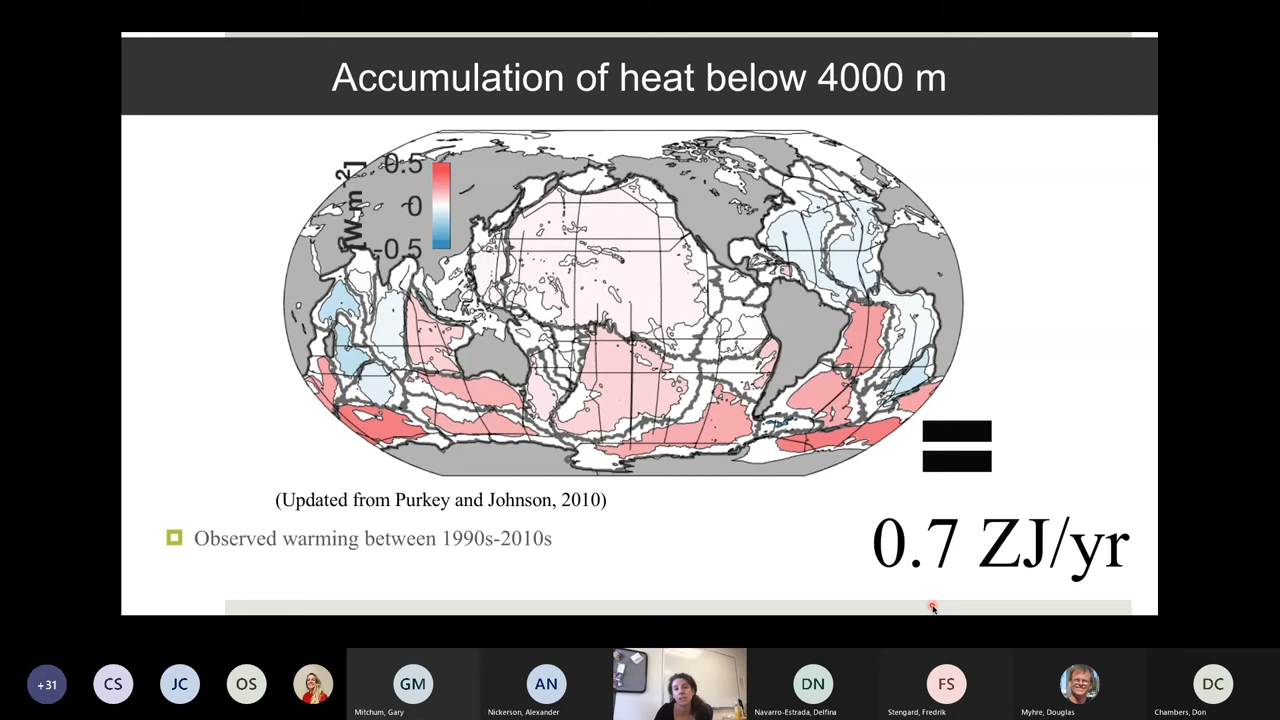 Accumulation of heat below 4000 m
0.5
0
-0.5
[W m-2]
(Updated from Purkey and Johnson, 2010)
Observed warming between 1990s-2010s
=
0.7 ZJ/yr
+31
CS
JC
OS
GM
Mitchum, Gary
AN
Nickerson, Alexander
DN
Navarro-Estrada, Delfina
FS
Stengard, Fredrik
Myhre, Douglas
DC
Chambers, Don